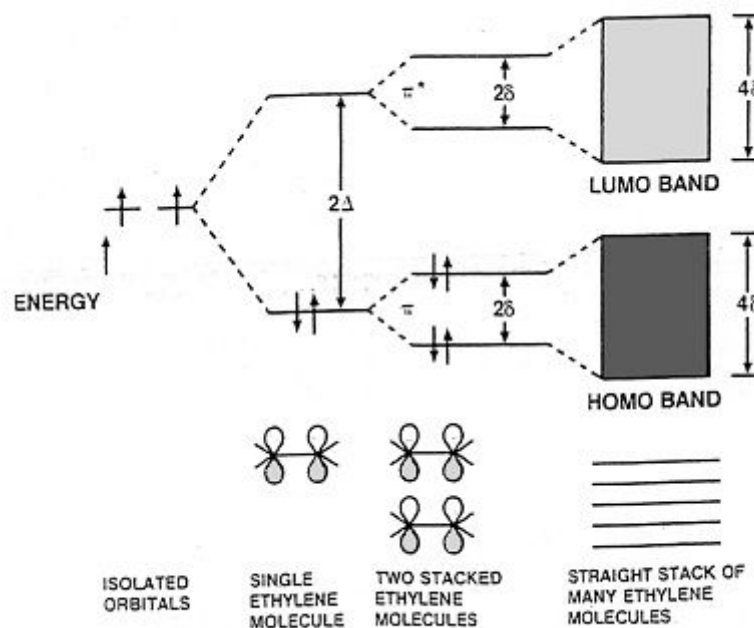 π*
2δ
4δ
LUMO BAND
2Δ
ENERGY
π
2δ
4δ
HOMO BAND
ISOLATED
ORBITALS
SINGLE
ETHYLENE
MOLECULE
TWO STACKED
ETHYLENE
MOLECULES
STRAIGHT STACK OF
MANY ETHYLENE
MOLECULES